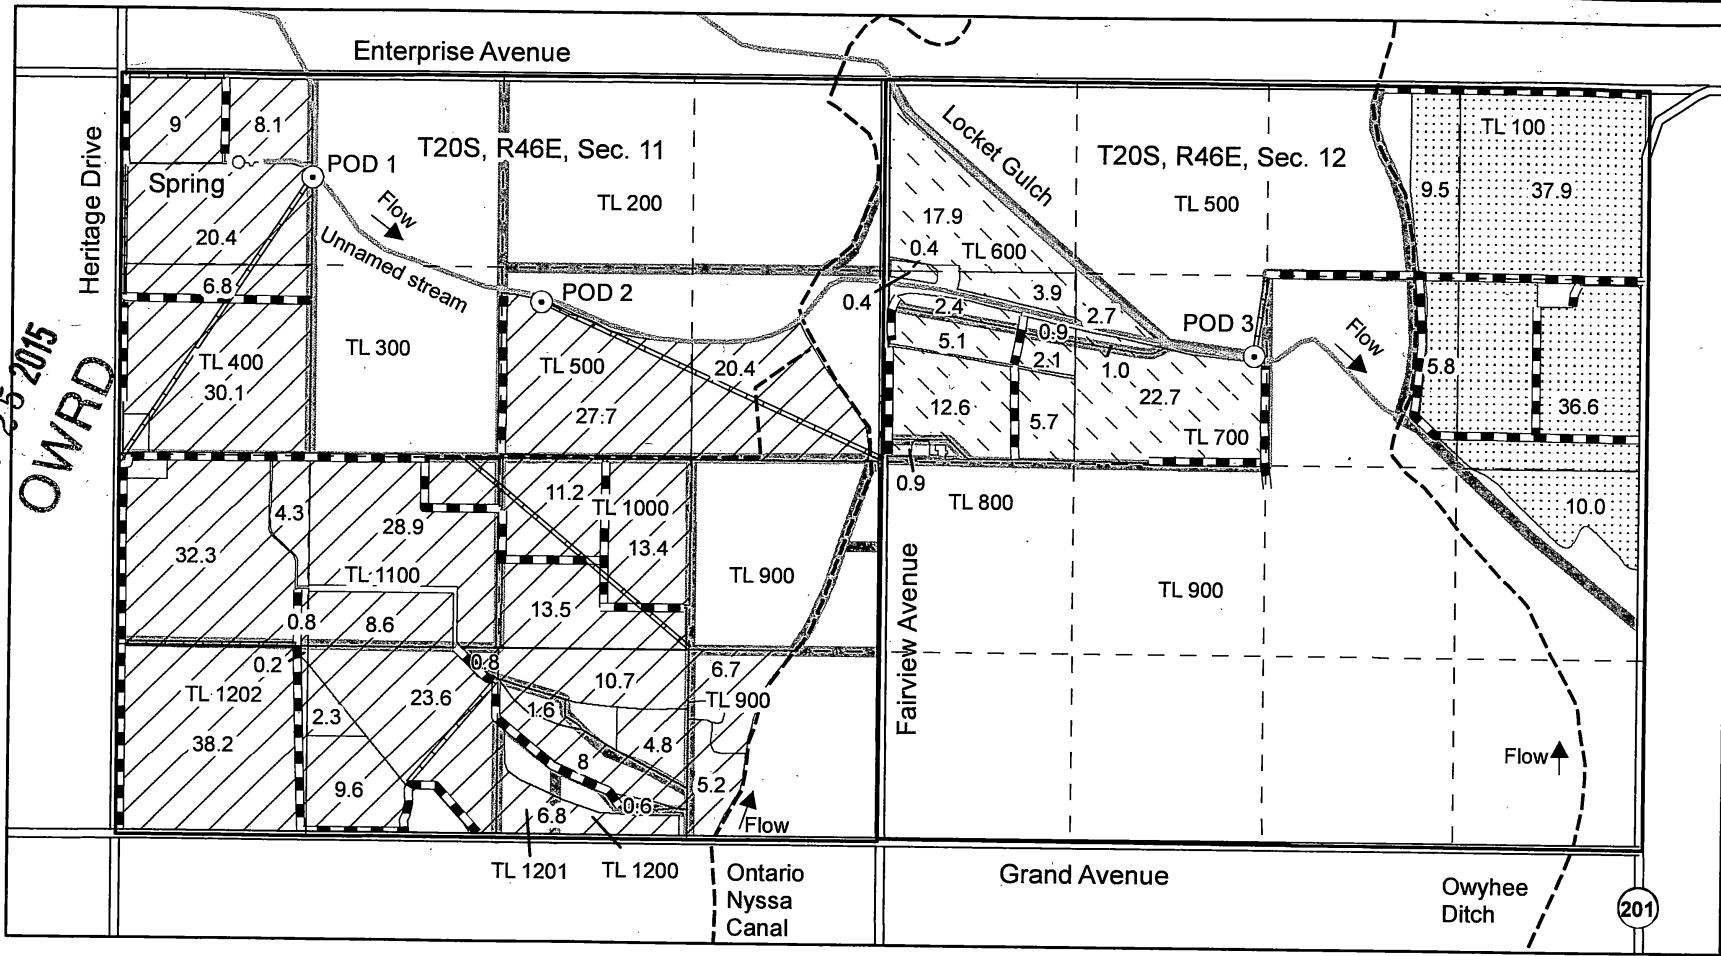 Enterprise Avenue
Heritage Drive
9
8.1
Spring
POD 1
T20S, R46E, Sec. 11
Flow
Unnamed stream
20.4
6.8
TL 400
30.1
TL 300
TL 200
POD 2
TL 500
27.7
20.4
Locket Gulch
T20S, R46E, Sec. 12
TL 500
TL 100
9.5
37.9
17.9
0.4
TL 600
0.4
3.9
2.4
2.7
0.9
5.1
2.1
1.0
POD 3
Flow
12.6
5.7
22.7
TL 700
0.9
5.8
36.6
10.0
2015
OWRD
4.3
28.9
32.3
TL 1100
0.8
8.6
11.2
TL 1000
13.4
13.5
TL 900
TL 800
Fairview Avenue
TL 900
0.2
TL 1202
38.2
2.3
23.6
9.6
0.8
10.7
1.6
4.8
8
0.6
6.8
6.7
TL 900
5.2
Flow
Flow
TL 1201
TL 1200
Ontario
Nyssa
Canal
Grand Avenue
Owyhee
Ditch
201